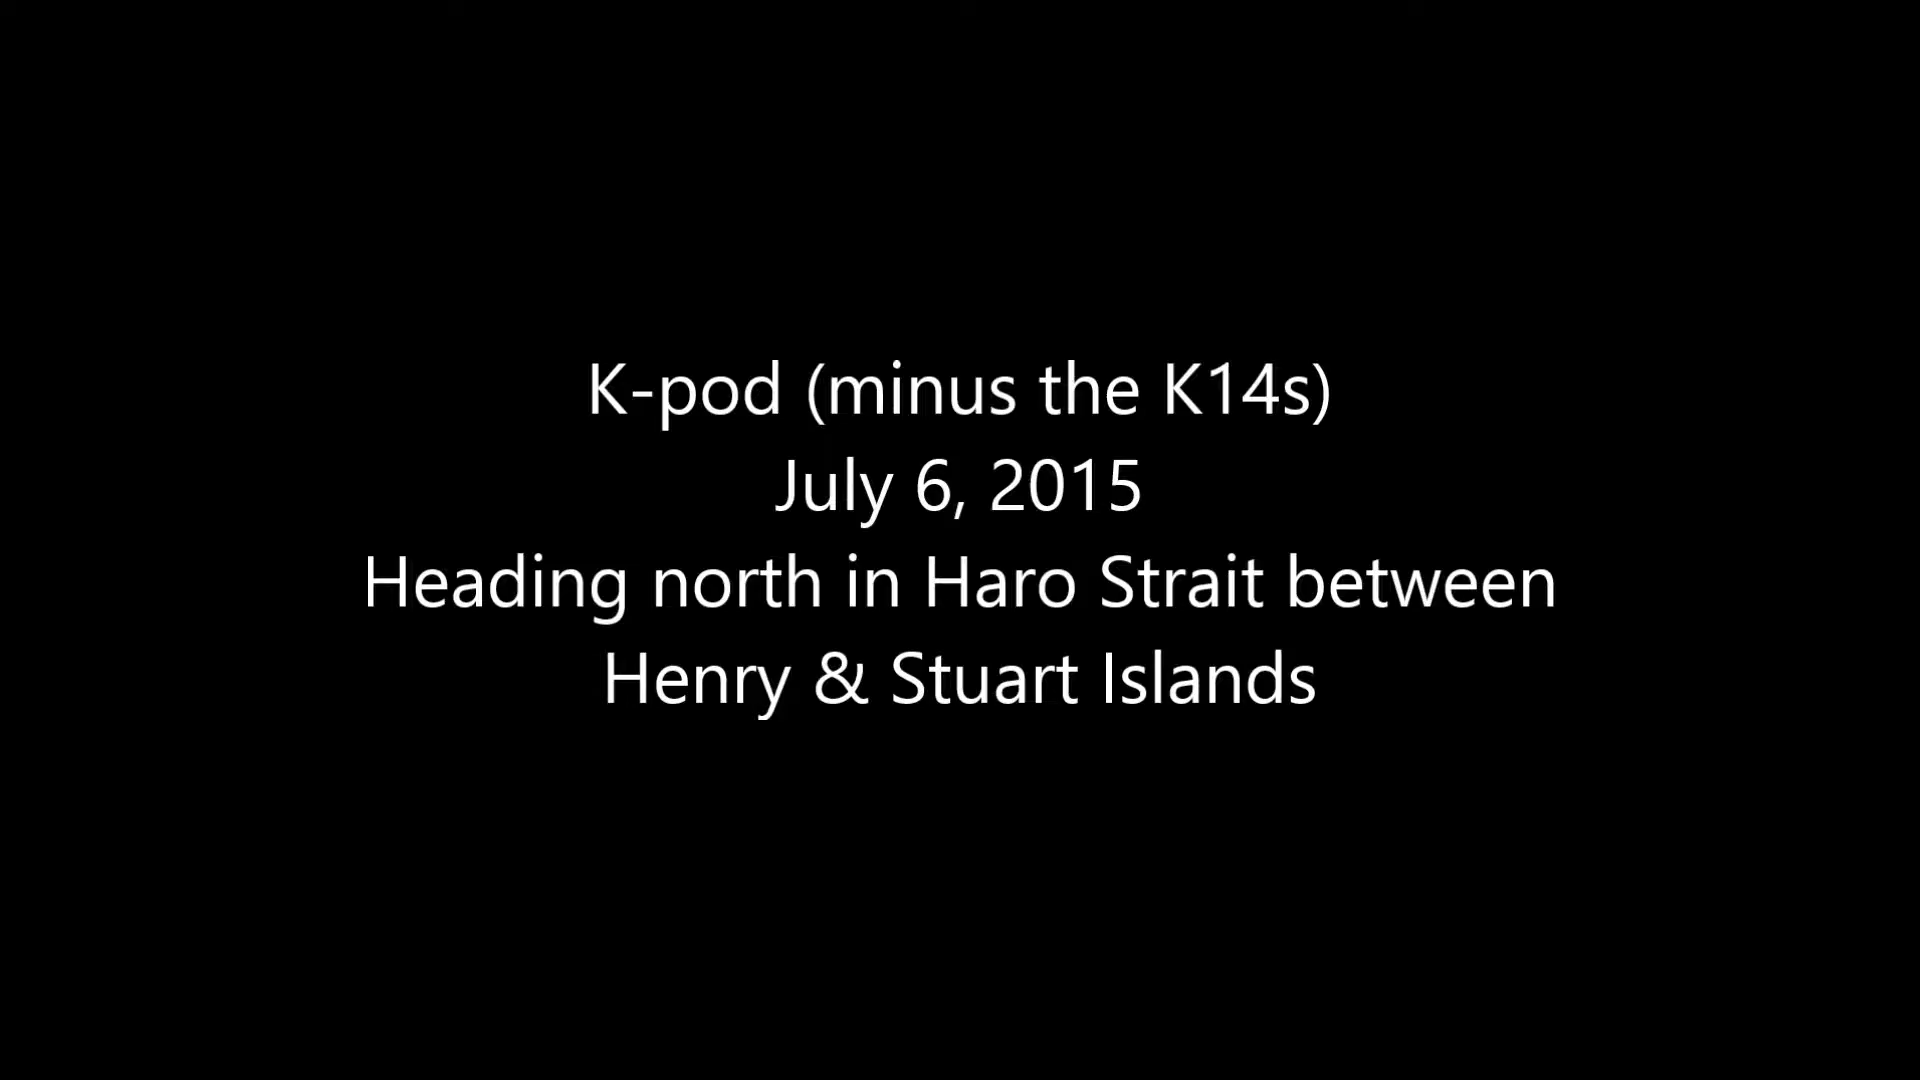 K-pod (minus the K14s)
July 6, 2015
Heading north in Haro Strait between
Henry & Stuart Islands